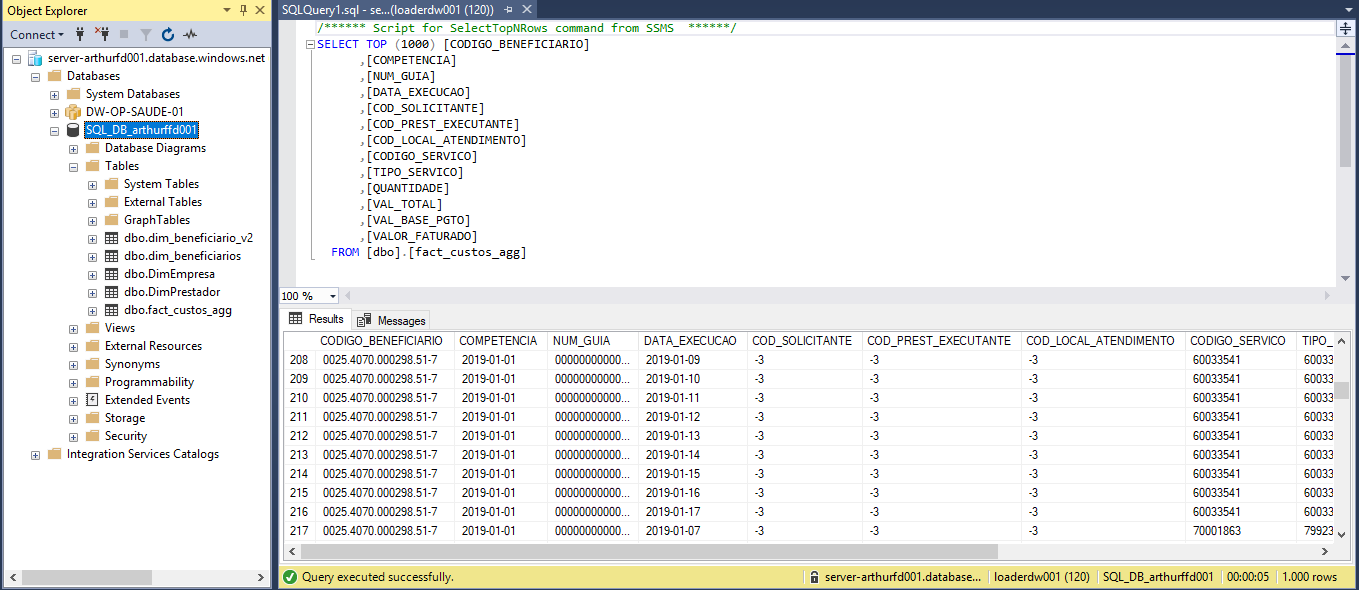 Object Explorer
Connect
server-arthurfd001.database.windows.net
Databases
System Databases
DW-OP-SAUDE-01
SQL_DB_arthurffd001
Database Diagrams
Tables
System Tables
External Tables
GraphTables
dbo.dim_beneficiario_v2
dbo.dim_beneficiarios
dbo.DimEmpresa
dbo.DimPrestador
dbo.fact_custos_agg
Views
External Resources
Synonyms
Programmability
Extended Events
Storage
Security
Integration Services Catalogs
SQLQuery1.sql - se...(loaderdw001 (120))
/****** Script for SelectTopNRows command from SSMS ******/
SELECT TOP (1000) [CODIGO_BENEFICIARIO]
,[COMPETENCIA]
,[NUM_GUIA]
,[DATA_EXECUCAO]
,[COD_SOLICITANTE]
,[COD_PREST_EXECUTANTE]
,[COD_LOCAL_ATENDIMENTO]
,[CODIGO_SERVICO]
,[TIPO_SERVICO]
,[QUANTIDADE]
,[VAL_TOTAL]
,[VAL_BASE_PGTO]
,[VALOR_FATURADO]
FROM [dbo].[fact_custos_agg]
100 %
Results Messages
CODIGO_BENEFICIARIO COMPETENCIA NUM_GUIA DATA_EXECUCAO COD_SOLICITANTE COD_PREST_EXECUTANTE COD_LOCAL_ATENDIMENTO CODIGO_SERVICO TIPO_
208 0025.4070.000298.51-7 2019-01-01 00000000000... 2019-01-09 -3 -3 -3 60033541 60033
209 0025.4070.000298.51-7 2019-01-01 00000000000... 2019-01-10 -3 -3 -3 60033541 60033
210 0025.4070.000298.51-7 2019-01-01 00000000000... 2019-01-11 -3 -3 -3 60033541 60033
211 0025.4070.000298.51-7 2019-01-01 00000000000... 2019-01-12 -3 -3 -3 60033541 60033
212 0025.4070.000298.51-7 2019-01-01 00000000000... 2019-01-13 -3 -3 -3 60033541 60033
213 0025.4070.000298.51-7 2019-01-01 00000000000... 2019-01-14 -3 -3 -3 60033541 60033
214 0025.4070.000298.51-7 2019-01-01 00000000000... 2019-01-15 -3 -3 -3 60033541 60033
215 0025.4070.000298.51-7 2019-01-01 00000000000... 2019-01-16 -3 -3 -3 60033541 60033
216 0025.4070.000298.51-7 2019-01-01 00000000000... 2019-01-17 -3 -3 -3 60033541 60033
217 0025.4070.000298.51-7 2019-01-01 00000000000... 2019-01-07 -3 -3 -3 70001863 79923
Query executed successfully. server-arthurfd001.database... loaderdw001 (120) SQL_DB_arthurffd001 00:00:05 1.000 rows